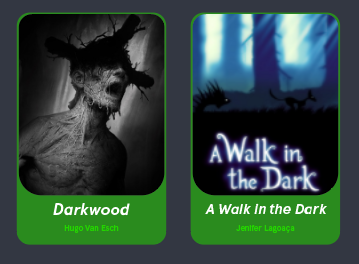 A Walk in
the Dark
Darkwood
Hugo Van Esch
A Walk in the Dark
Jenifer Lagoaça